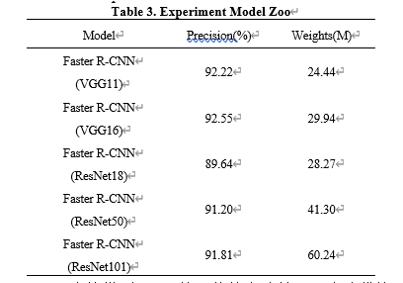 Table 3. Experiment Model Zoo
Model Precision(%) Weights(M)
Faster R-CNN
(VGG11) 92.22 24.44
Faster R-CNN
(VGG16) 92.55 29.94
Faster R-CNN
(ResNet18) 89.64 28.27
Faster R-CNN
(ResNet50) 91.20 41.30
Faster R-CNN
(ResNet101) 91.81 60.24